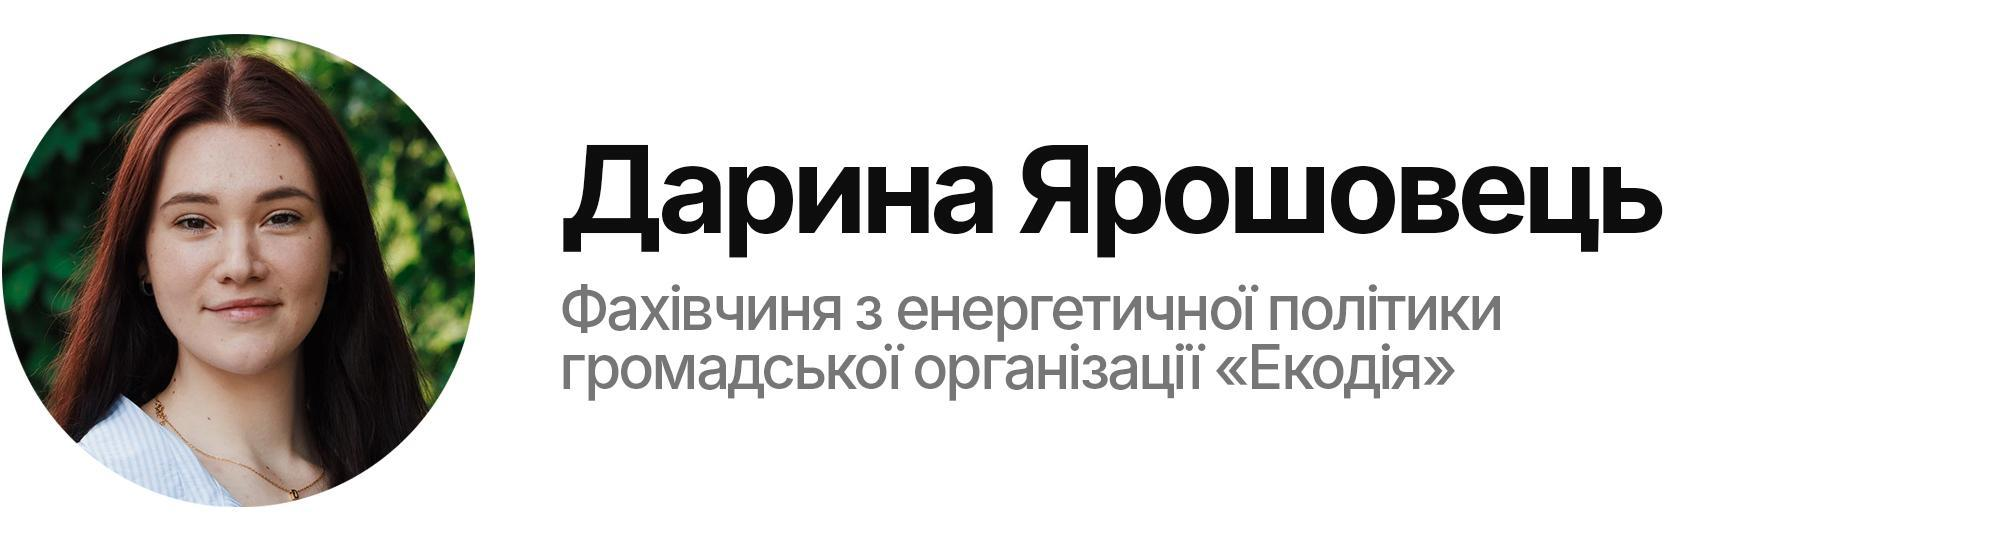 Дарина Ярошовець
Фахівчиня з енергетичної політики
громадської організації «Екодія»